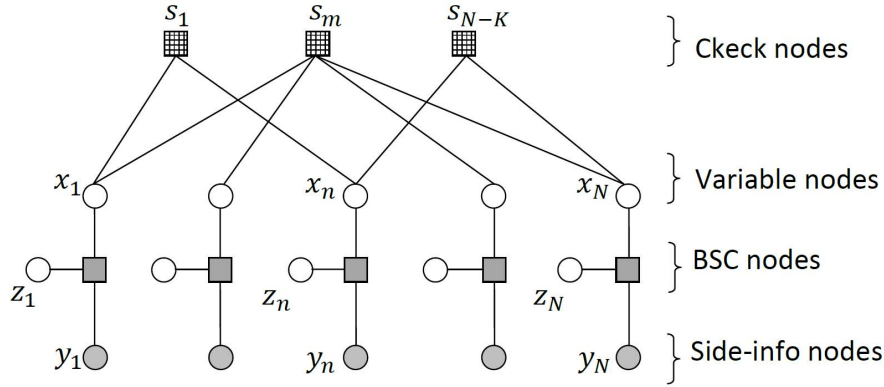 s_1 s_m s_{N-K}
Ckeck nodes
x_1 x_n x_N
Variable nodes
BSC nodes
z_1 z_n z_N
y_1 y_n y_N
Side-info nodes